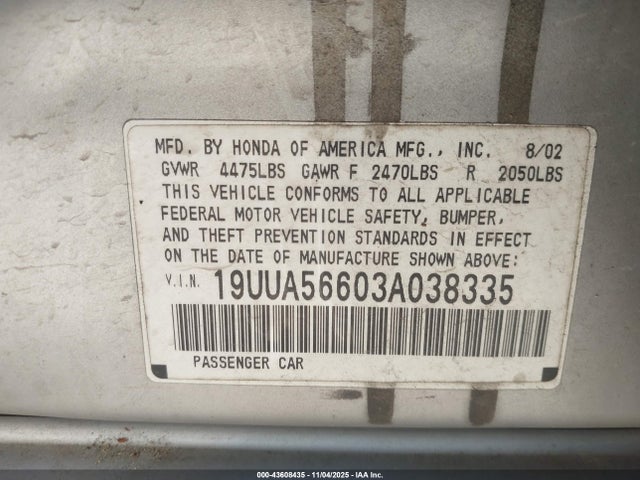 MFD. BY HONDA OF AMERICA MFG., INC. 8/02
GVWR 4475LBS GAWR F 2470LBS R 2050LBS
THIS VEHICLE CONFORMS TO ALL APPLICABLE
FEDERAL MOTOR VEHICLE SAFETY, BUMPER,
AND THEFT PREVENTION STANDARDS IN EFFECT
ON THE DATE OF MANUFACTURE SHOWN ABOVE:
V.I.N. 19UUA56603A038335
PASSENGER CAR
000-43608435 - 11/04/2025 - IAA Inc.